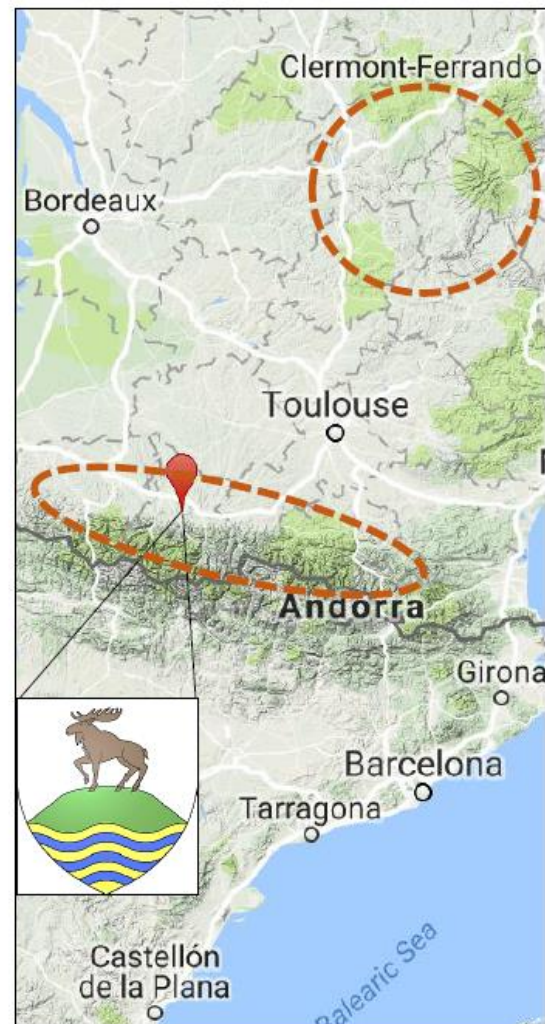 Clermont-Ferrand
Bordeaux
Toulouse
Andorra
Girona
Barcelona
Tarragona
Castellón
de la Plana
Balearic Sea